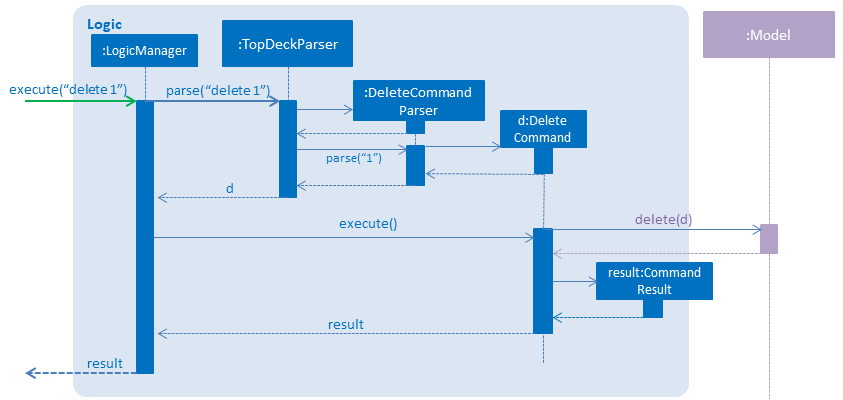 Logic
:LogicManager
:TopDeckParser
:Model
execute(“delete 1”)
parse(“delete 1”)
:DeleteCommand
Parser
d:Delete
Command
parse(“1”)
d
execute()
delete(d)
result:Command
Result
result
result